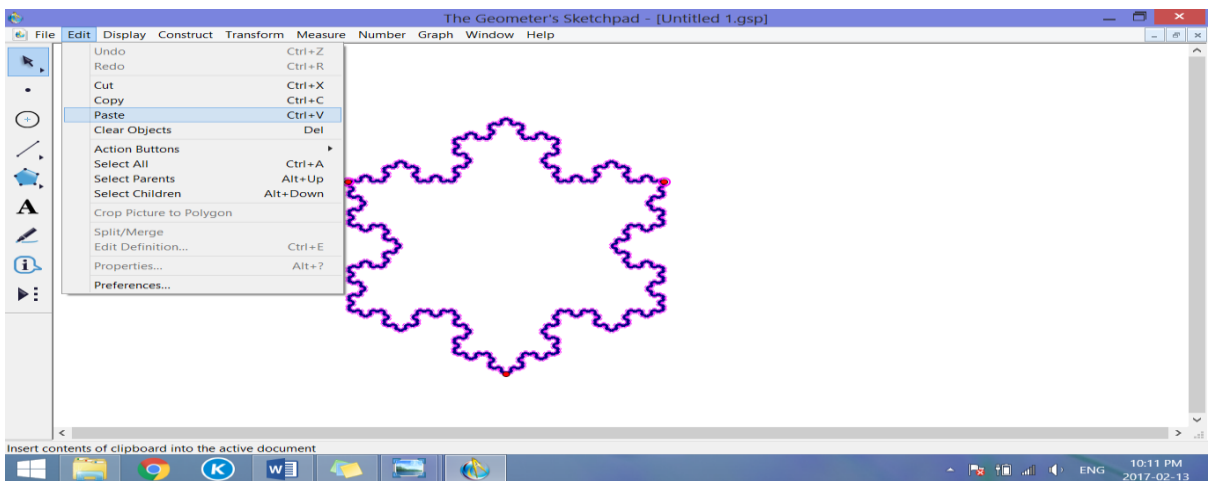 The Geometer's Sketchpad - [Untitled 1.gsp]
File Edit Display Construct Transform Measure Number Graph Window Help
Undo Ctrl+Z
Redo Ctrl+R
Cut Ctrl+X
Copy Ctrl+C
Paste Ctrl+V
Clear Objects Del
Action Buttons
Select All Ctrl+A
Select Parents Alt+Up
Select Children Alt+Down
Crop Picture to Polygon
Split/Merge
Edit Definition... Ctrl+E
Properties... Alt+?
Preferences...
A
i
Insert contents of clipboard into the active document
K
W
ENG
10:11 PM
2017-02-13